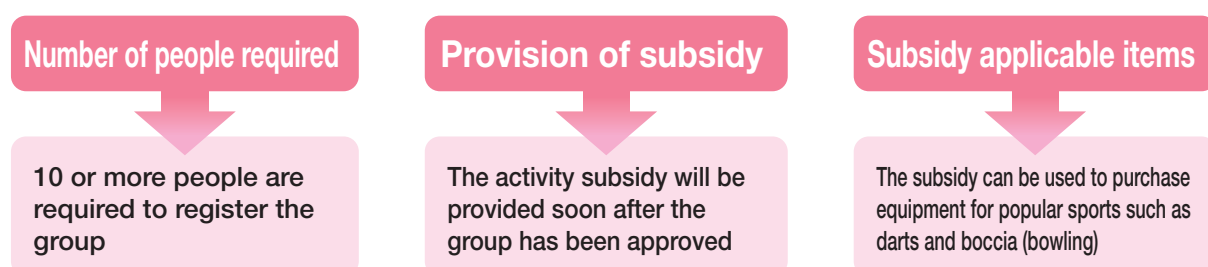 Number of people required
10 or more people are
required to register the
group
Provision of subsidy
The activity subsidy will be
provided soon after the
group has been approved
Subsidy applicable items
The subsidy can be used to purchase
equipment for popular sports such as
darts and boccia (bowling)